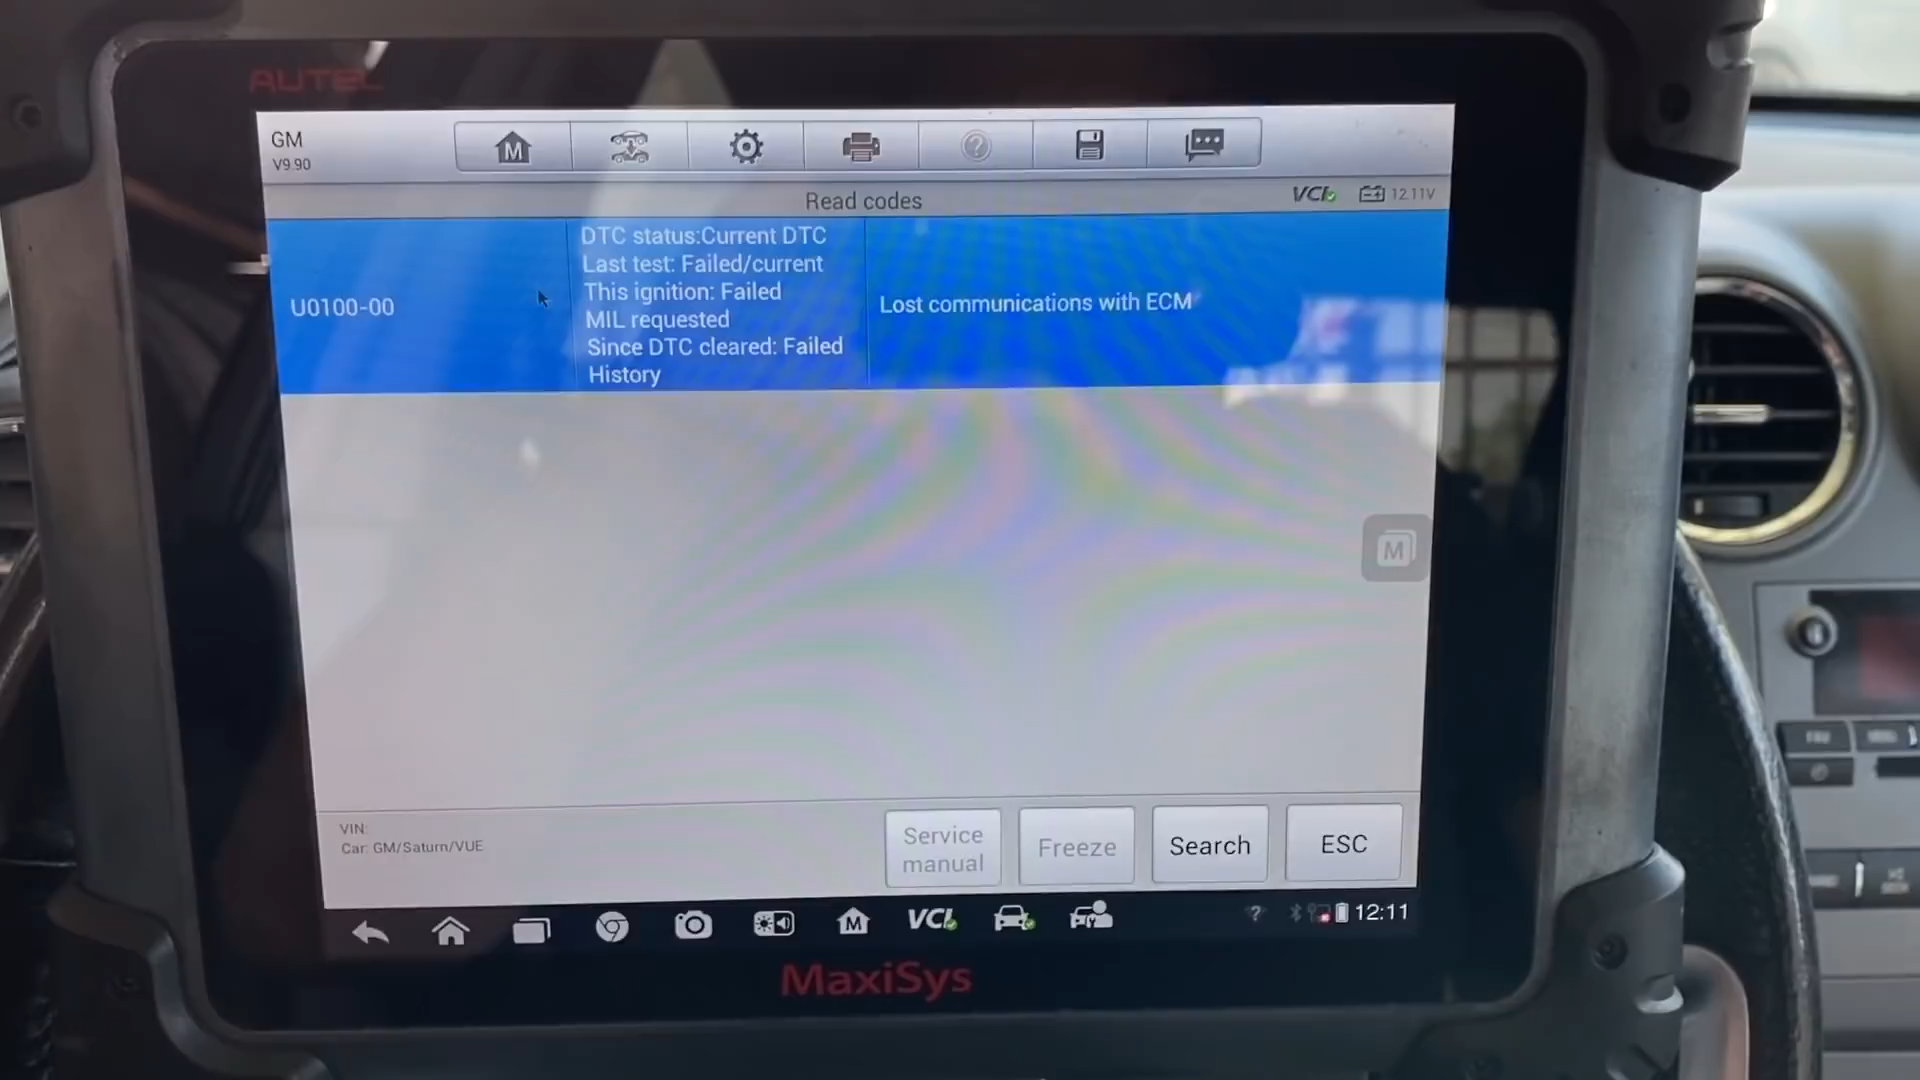 AUTEL
GM
V9.90
M
?
Read codes
VCI
12.11V
U0100-00
DTC status:Current DTC
Last test: Failed/current
This ignition: Failed
MIL requested
Since DTC cleared: Failed
History
Lost communications with ECM
M
VIN:
Car: GM/Saturn/VUE
Service
manual
Freeze
Search
ESC
M
VCI
?
12:11
MaxiSys